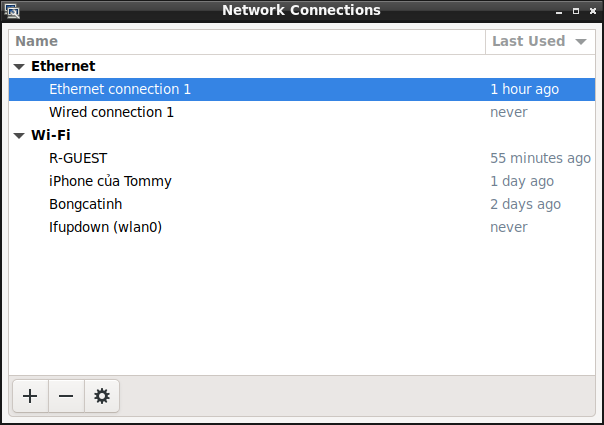 Network Connections
Name Last Used
Ethernet
Ethernet connection 1 1 hour ago
Wired connection 1 never
Wi-Fi
R-GUEST 55 minutes ago
iPhone của Tommy 1 day ago
Bongcatinh 2 days ago
Ifupdown (wlan0) never